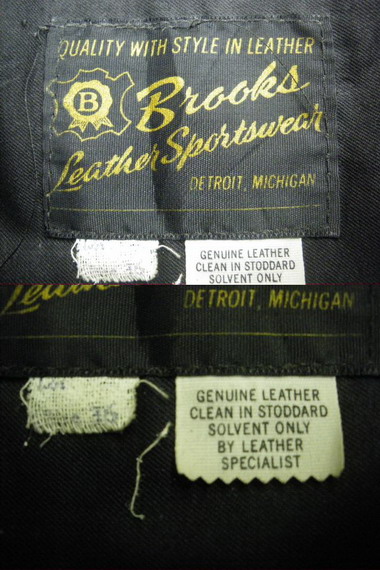 QUALITY WITH STYLE IN LEATHER
B
Brooks
Leather Sportswear
DETROIT, MICHIGAN
GENUINE LEATHER
CLEAN IN STODDARD
SOLVENT ONLY
Leath
DETROIT, MICHIGAN
GENUINE LEATHER
CLEAN IN STODDARD
SOLVENT ONLY
BY LEATHER
SPECIALIST